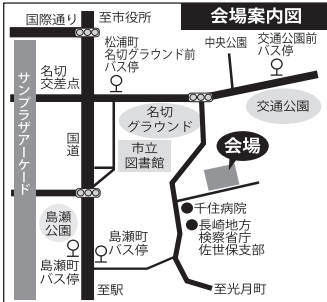 会場案内図
国際通り
至市役所
松浦町
名切グラウンド前
バス停
中央公園
交通公園前
バス停
名切
交差点
サンプラザアーケード
国道
名切
グラウンド
交通公園
市立
図書館
会場
島瀬
公園
千住病院
長崎地方
検察省庁
佐世保支部
島瀬町
バス停
島瀬町
バス停
至駅
至光月町